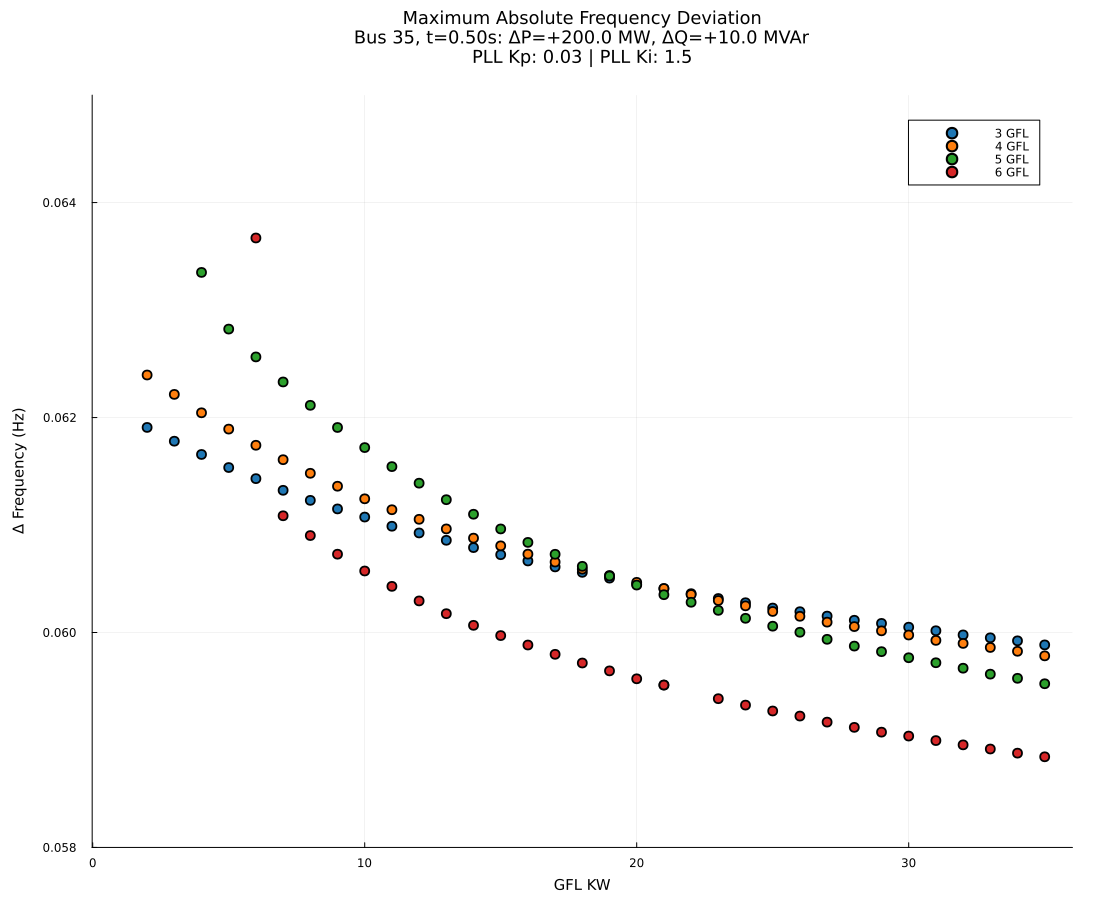 Maximum Absolute Frequency Deviation
Bus 35, t=0.50s: ΔP=+200.0 MW, ΔQ=+10.0 MVAr
PLL Kp: 0.03 | PLL Ki: 1.5
3 GFL
4 GFL
5 GFL
6 GFL
0.064
0.062
0.060
0.058
Δ Frequency (Hz)
0
10
20
30
GFL KW